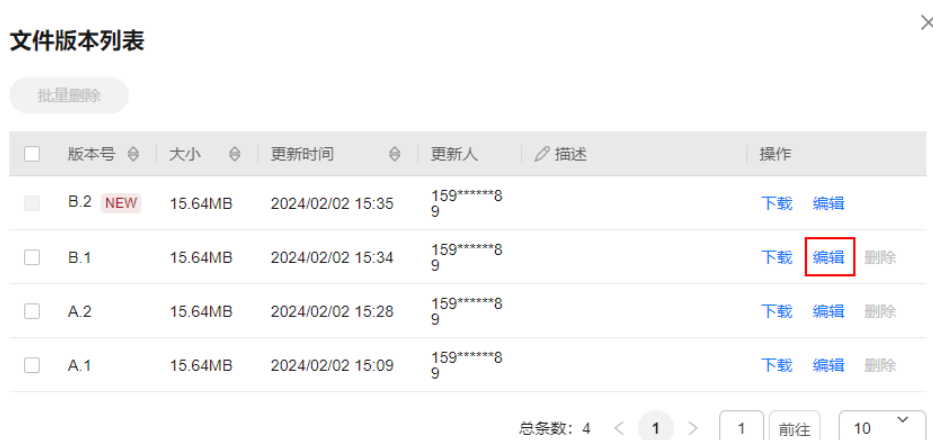 文件版本列表
批量删除
版本号 大小 更新时间 更新人 描述 操作
B.2 NEW 15.64MB 2024/02/02 15:35 159******8 下载 编辑
9
B.1 15.64MB 2024/02/02 15:34 159******8 下载 编辑 删除
9
A.2 15.64MB 2024/02/02 15:28 159******8 下载 编辑 删除
9
A.1 15.64MB 2024/02/02 15:09 159******8 下载 编辑 删除
9
总条数: 4 < 1 > 1 前往 10